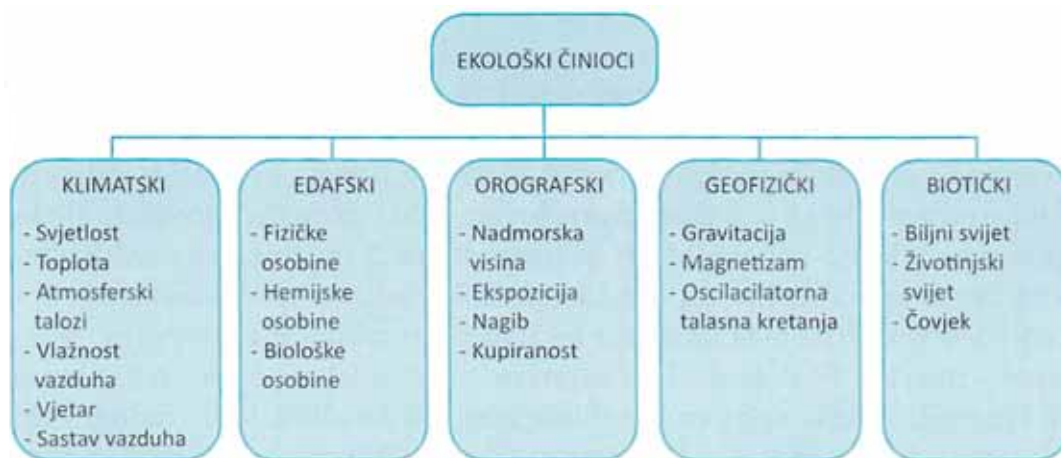 EKOLOŠKI ČINIOCI
KLIMATSKI
- Svjetlost
- Toplota
- Atmosferski
talozi
- Vlažnost
vazduha
- Vjetar
- Sastav vazduha
EDAFSKI
- Fizičke
osobine
- Hemijske
osobine
- Biološke
osobine
OROGRAFSKI
- Nadmorska
visina
- Ekspozicija
- Nagib
- Kupiranost
GEOFIZIČKI
- Gravitacija
- Magnetizam
- Oscilacilatorna
talasna kretanja
BIOTIČKI
- Biljni svijet
- Životinjski
svijet
- Čovjek